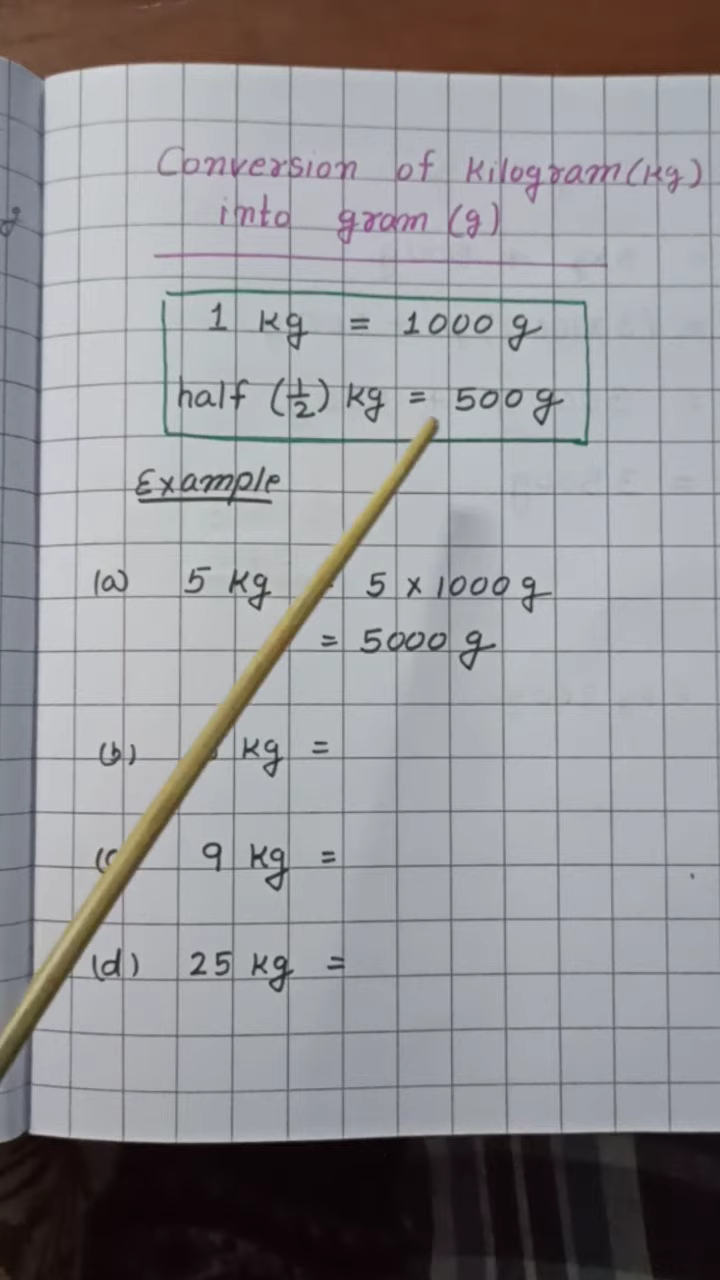 Conversion of kilogram(kg)
into gram (g)
1 kg = 1000 g
half (1/2) kg = 500 g
Example
(a) 5 kg 5 × 1000 g
= 5000 g
(b) kg =
9 kg =
(d) 25 kg =